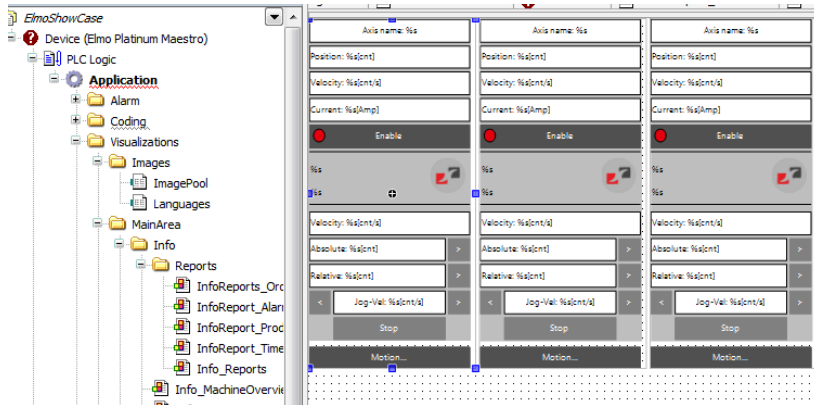 ElmoShowCase
Device (Elmo Platinum Maestro)
PLC Logic
Application
Alarm
Coding
Visualizations
Images
ImagePool
Languages
MainArea
Info
Reports
InfoReports_Orc
InfoReport_Alarr
InfoReport_Prod
InfoReport_Time
Info_Reports
Info_MachineOvervie
Axis name: %s
Position: %s[cnt]
Velocity: %s[cnt/s]
Current: %s[Amp]
Enable
%s
%s
Velocity: %s[cnt/s]
Absolute: %s[cnt] >
Relative: %s[cnt] >
< Jog-Vel: %s[cnt/s] >
Stop
Motion...
Axis name: %s
Position: %s[cnt]
Velocity: %s[cnt/s]
Current: %s[Amp]
Enable
%s
%s
Velocity: %s[cnt/s]
Absolute: %s[cnt] >
Relative: %s[cnt] >
< Jog-Vel: %s[cnt/s] >
Stop
Motion...
Axis name: %s
Position: %s[cnt]
Velocity: %s[cnt/s]
Current: %s[Amp]
Enable
%s
%s
Velocity: %s[cnt/s]
Absolute: %s[cnt] >
Relative: %s[cnt] >
< Jog-Vel: %s[cnt/s] >
Stop
Motion...